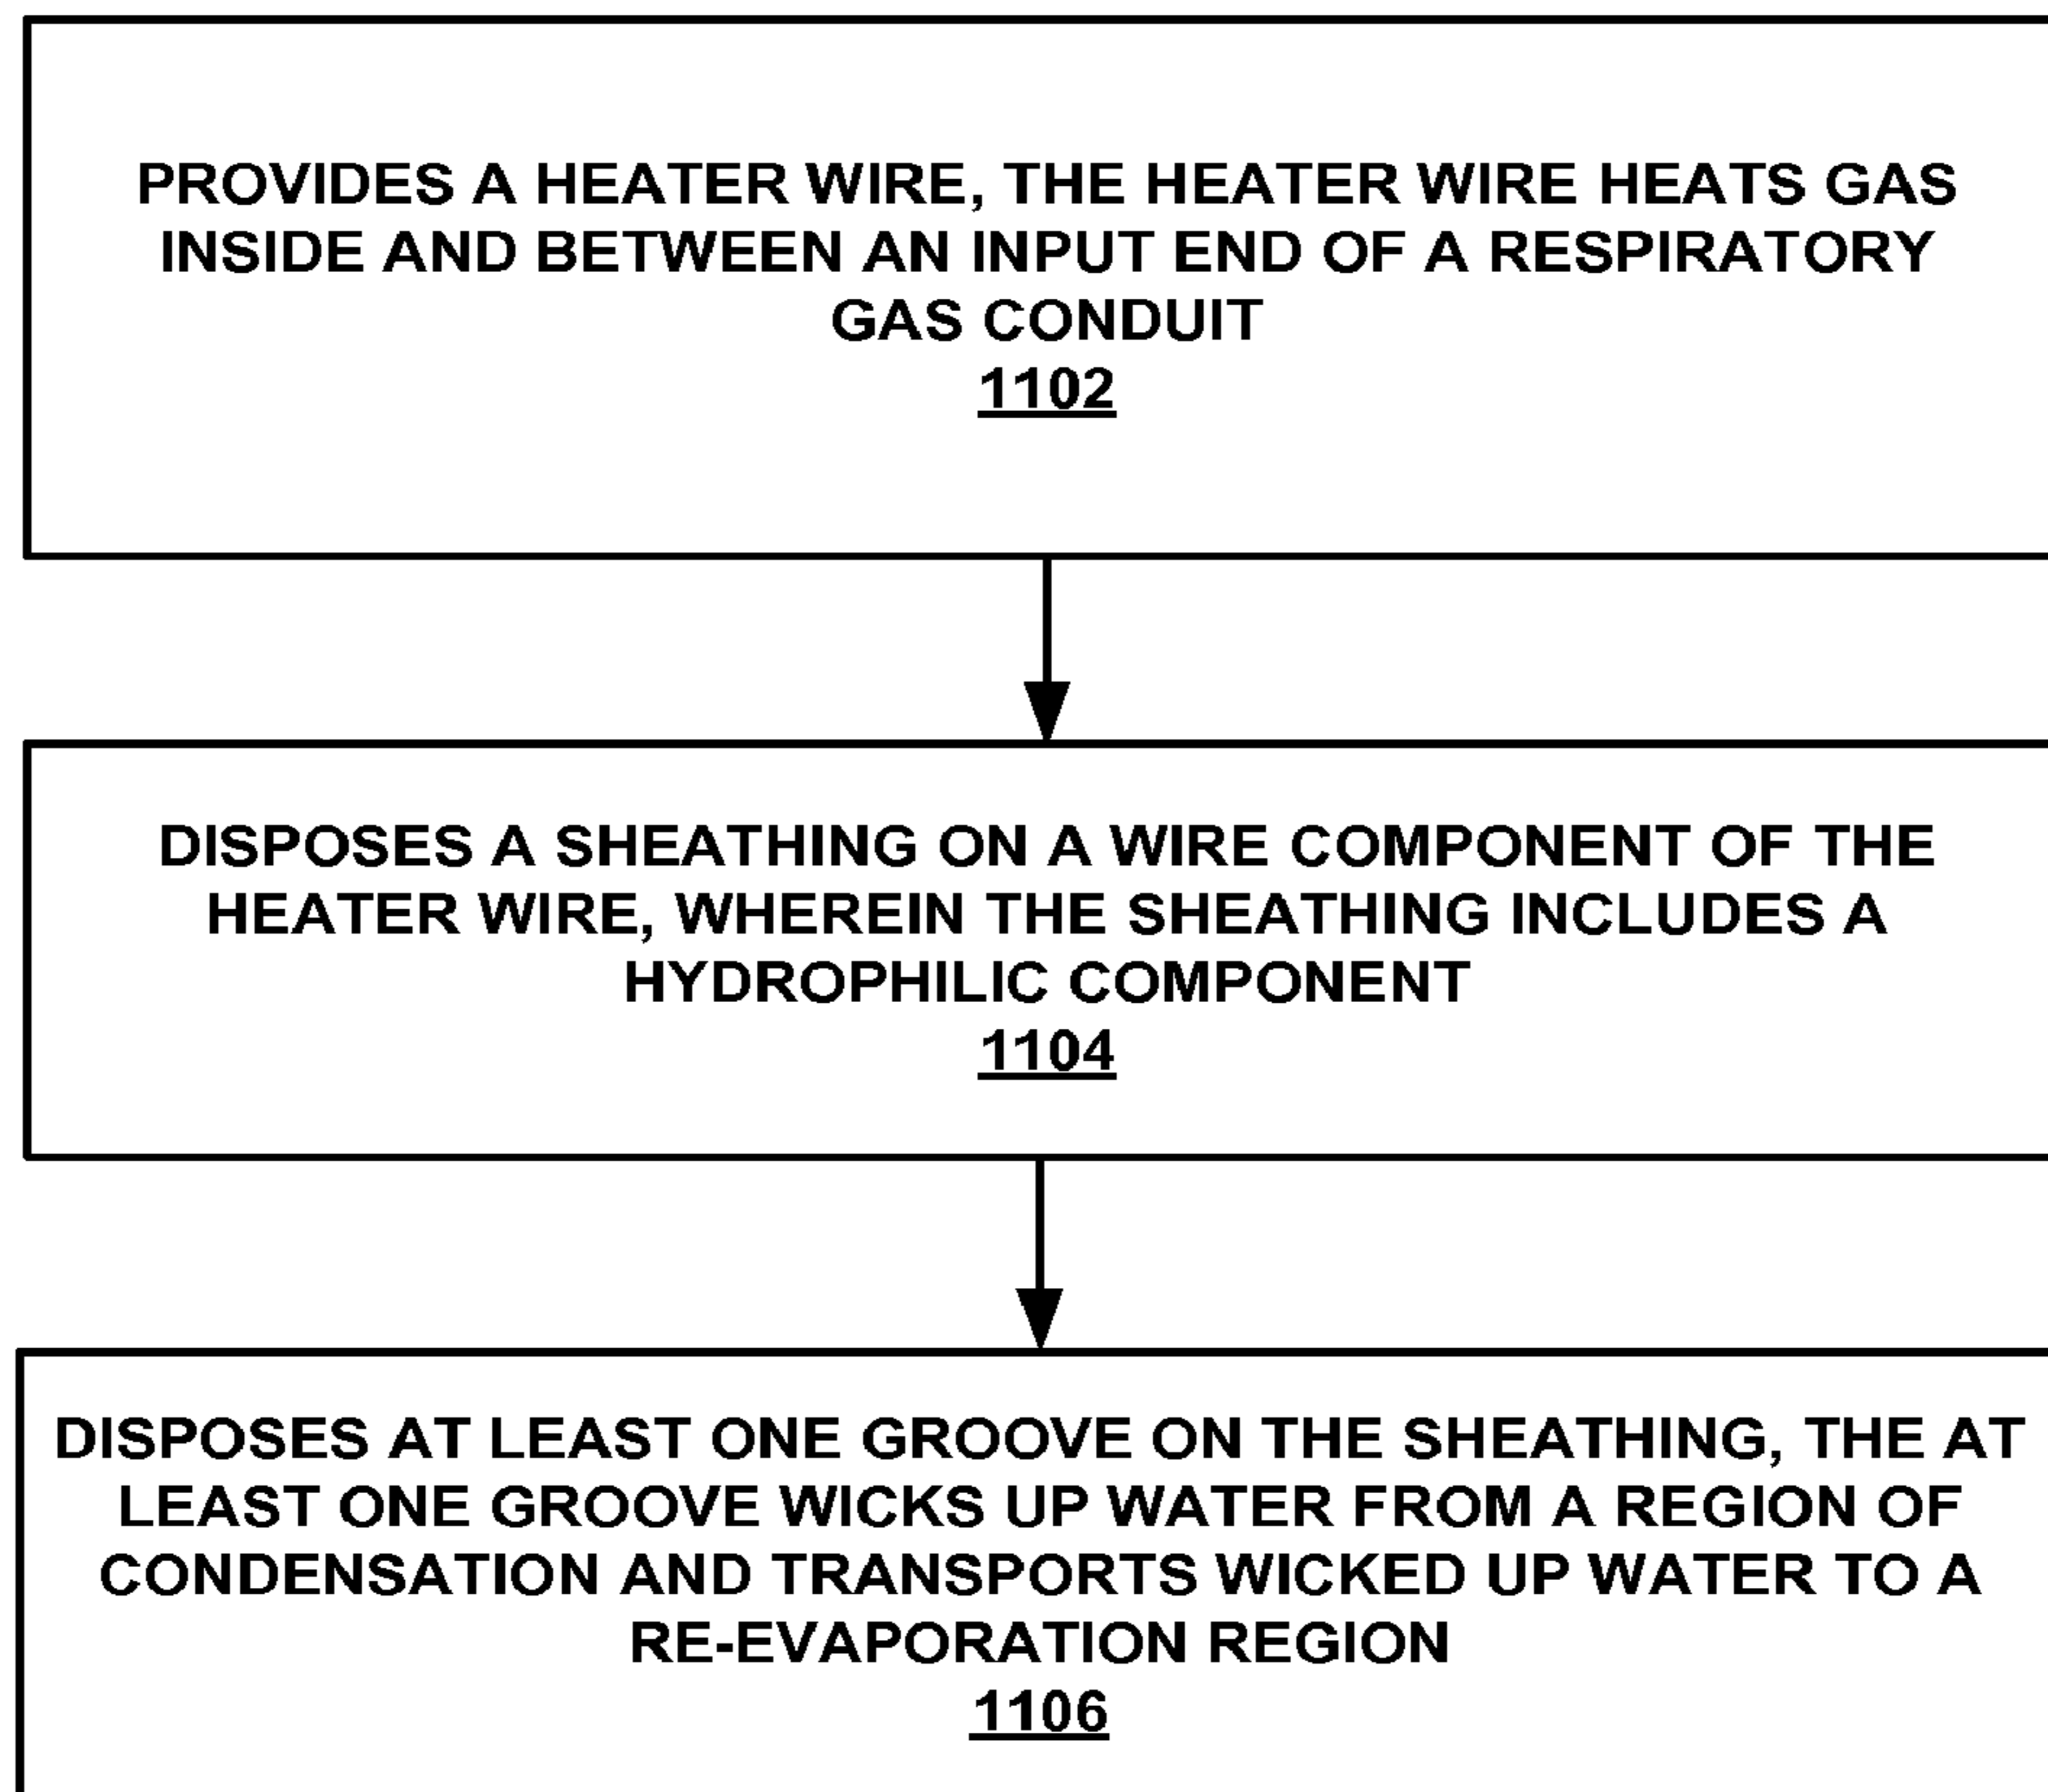 PROVIDES A HEATER WIRE, THE HEATER WIRE HEATS GAS
INSIDE AND BETWEEN AN INPUT END OF A RESPIRATORY
GAS CONDUIT
1102
DISPOSES A SHEATHING ON A WIRE COMPONENT OF THE
HEATER WIRE, WHEREIN THE SHEATHING INCLUDES A
HYDROPHILIC COMPONENT
1104
DISPOSES AT LEAST ONE GROOVE ON THE SHEATHING, THE AT
LEAST ONE GROOVE WICKS UP WATER FROM A REGION OF
CONDENSATION AND TRANSPORTS WICKED UP WATER TO A
RE-EVAPORATION REGION
1106